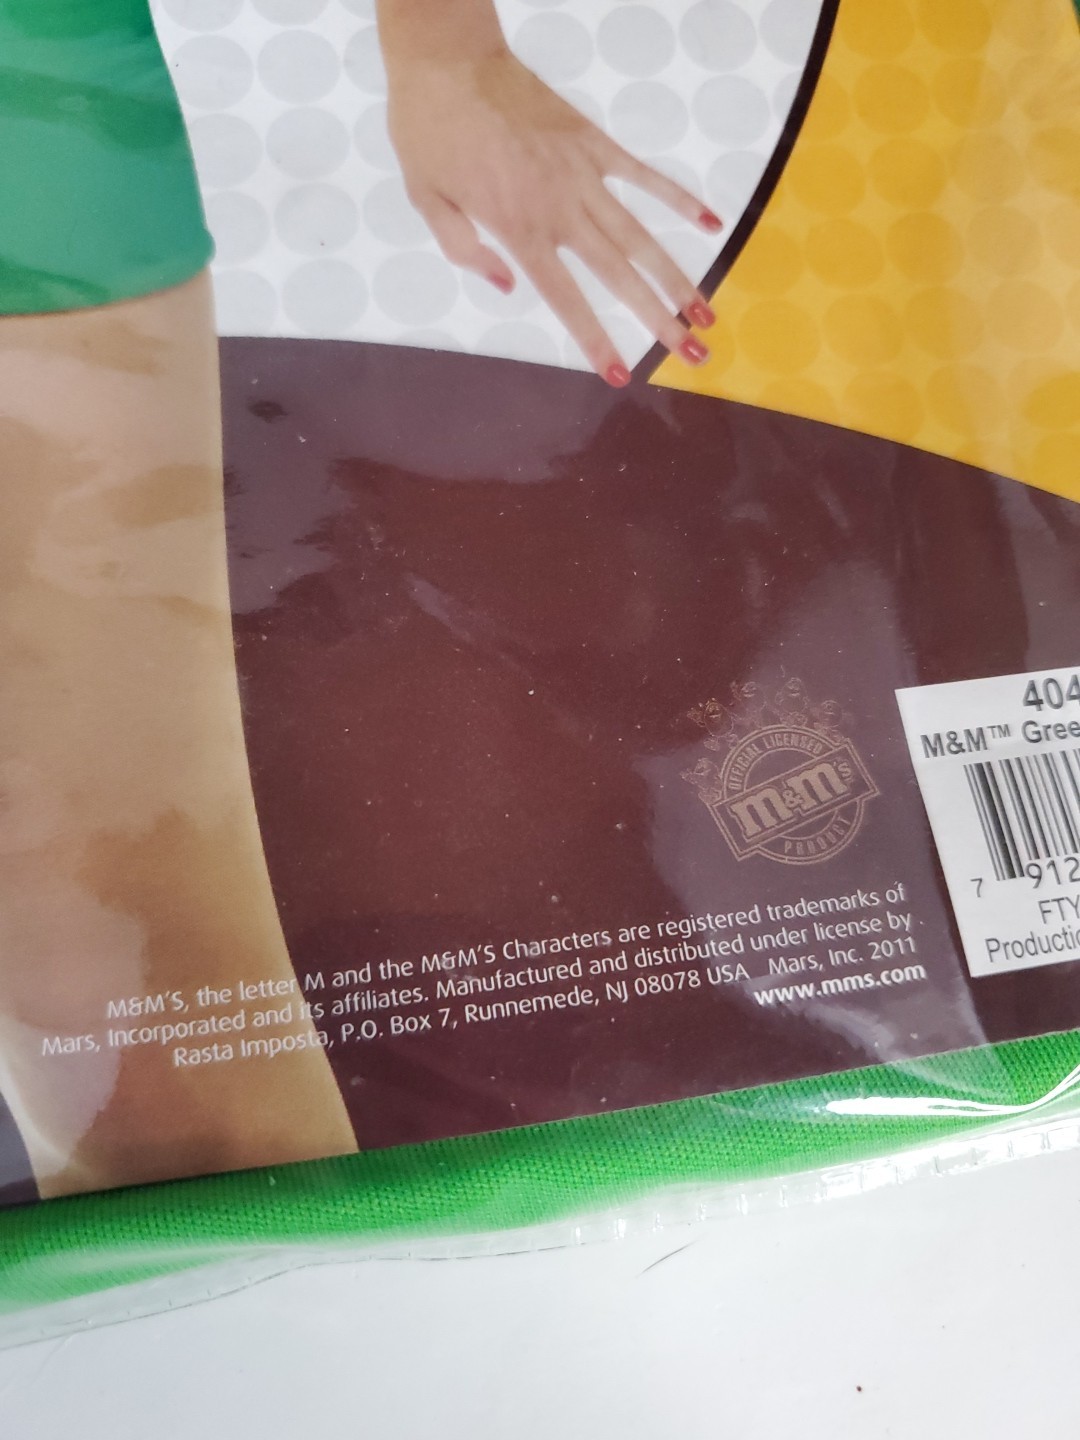 OFFICIAL LICENSED
m&m's
PRODUCT
404
M&M™ Gree
7 912
FTY
Productio
M&M'S, the letter M and the M&M'S Characters are registered trademarks of
Mars, Incorporated and its affiliates. Manufactured and distributed under license by
Rasta Imposta, P.O. Box 7, Runnemede, NJ 08078 USA Mars, Inc. 2011
www.mms.com